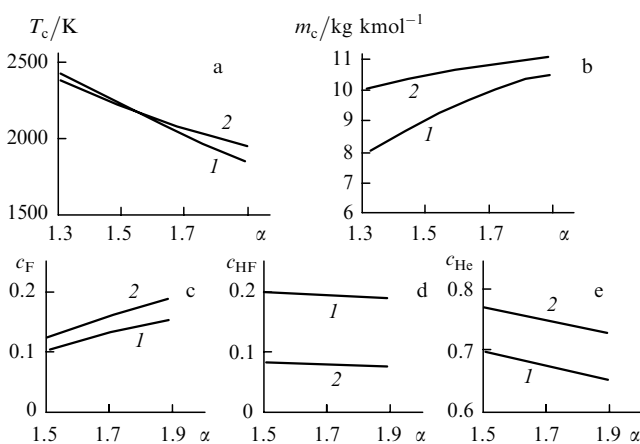 T_c/K
2500
2000
1500
a
2
1
1.3 1.5 1.7 α
m_c/kg kmol⁻¹
11
10
9
8
7
6
b
2
1
1.3 1.5 1.7 α
c_F
0.2
0.1
0
c
2
1
1.5 1.7 1.9 α
c_HF
0.2
0.1
0
d
1
2
1.5 1.7 1.9 α
c_He
0.8
0.7
0.6
e
2
1
1.5 1.7 1.9 α